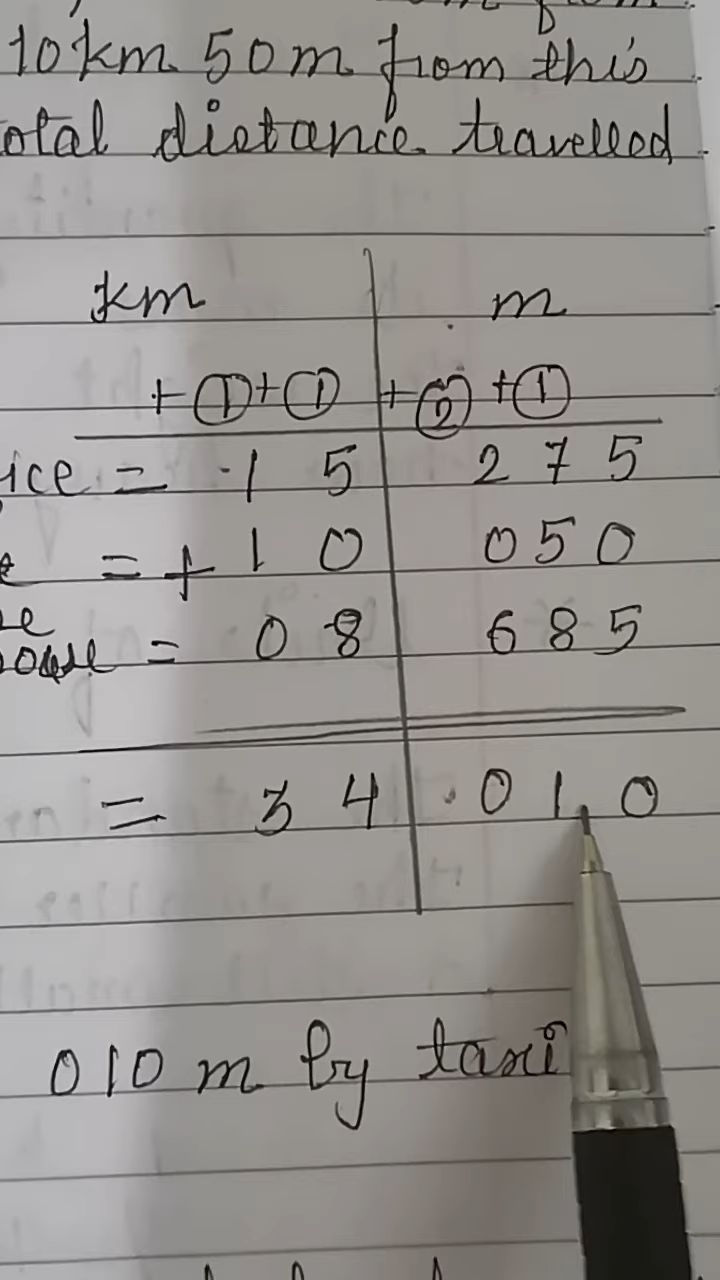 10 km 50 m from this
otal distance travelled
km m
+ ① + ① + ② + ①
ice = 1 5 2 7 5
= + 1 0 0 5 0
= 0 8 6 8 5
= 3 4 . 0 1 0
010 m by taxi